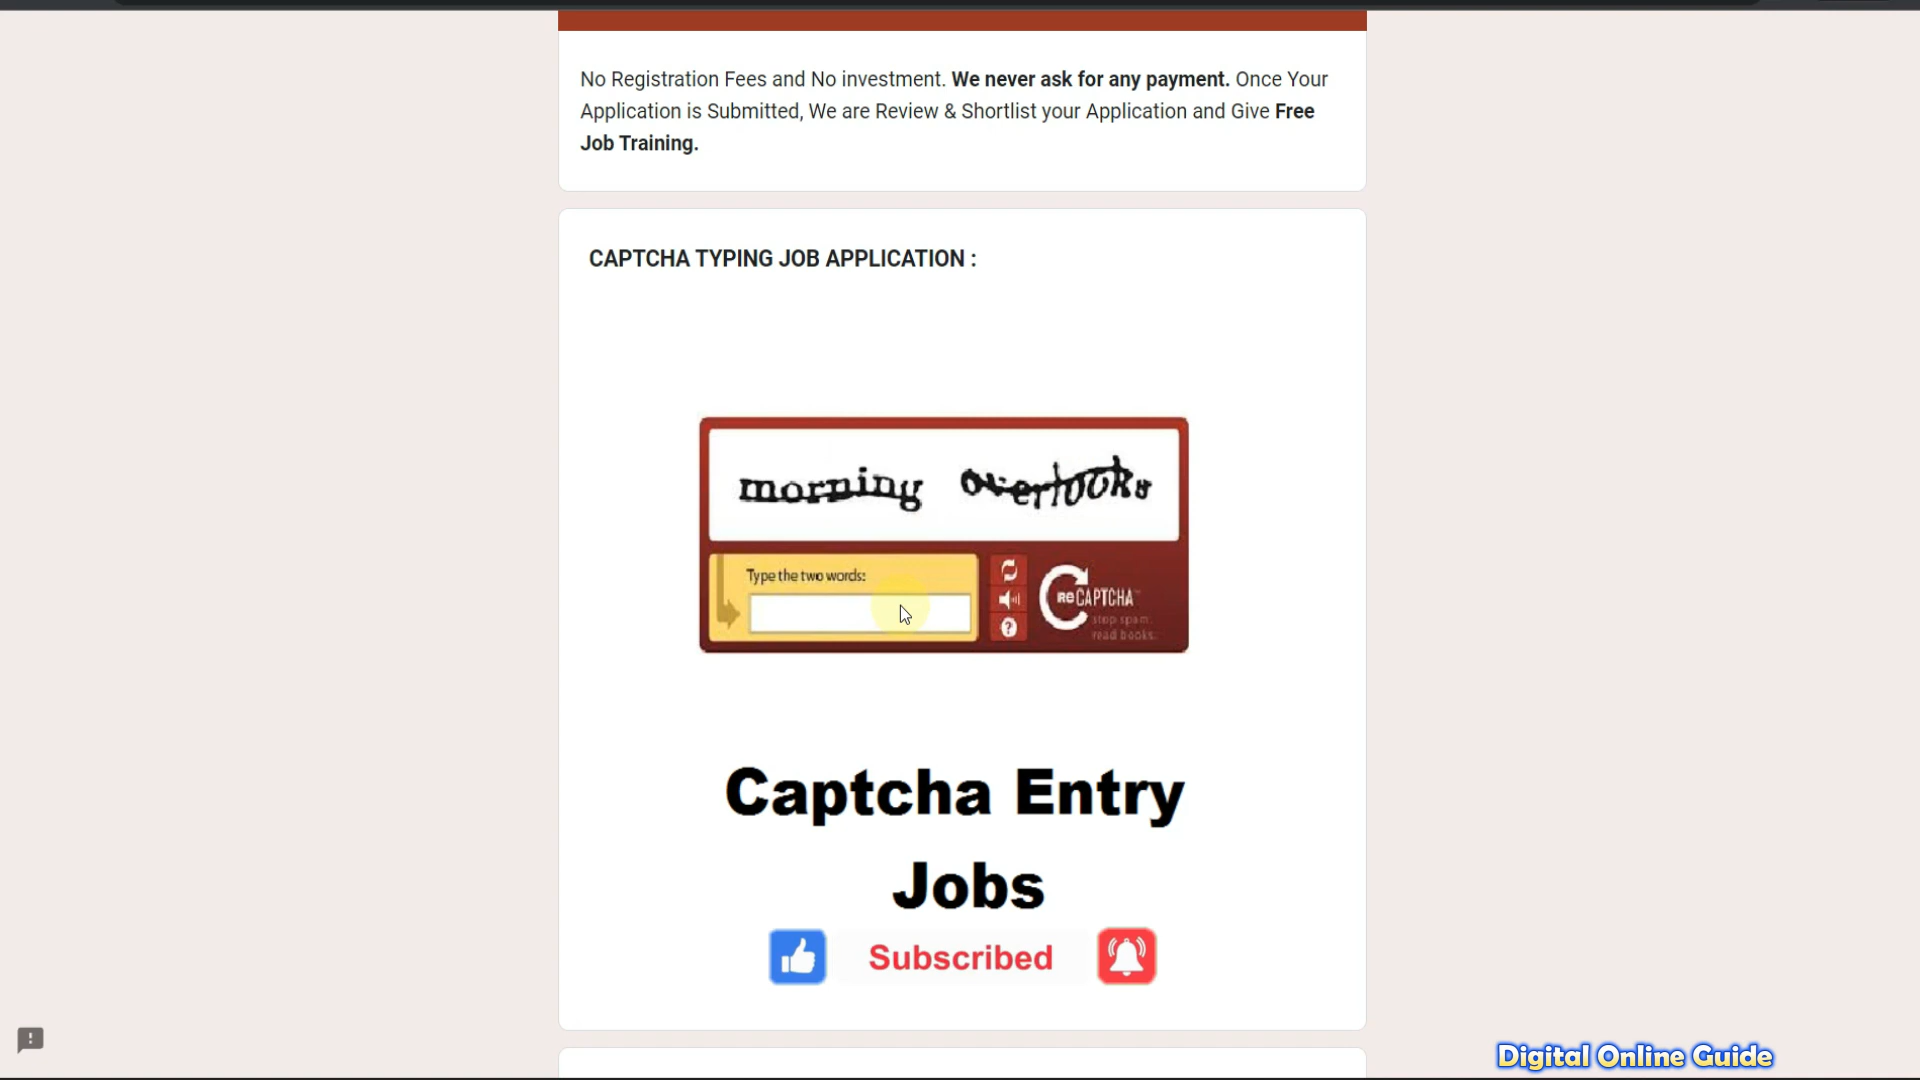 No Registration Fees and No investment. We never ask for any payment. Once Your
Application is Submitted, We are Review & Shortlist your Application and Give Free
Job Training.
CAPTCHA TYPING JOB APPLICATION :
morning overlooks
Type the two words:
reCAPTCHA™
stop spam.
read books.
Captcha Entry
Jobs
Subscribed
Digital Online Guide